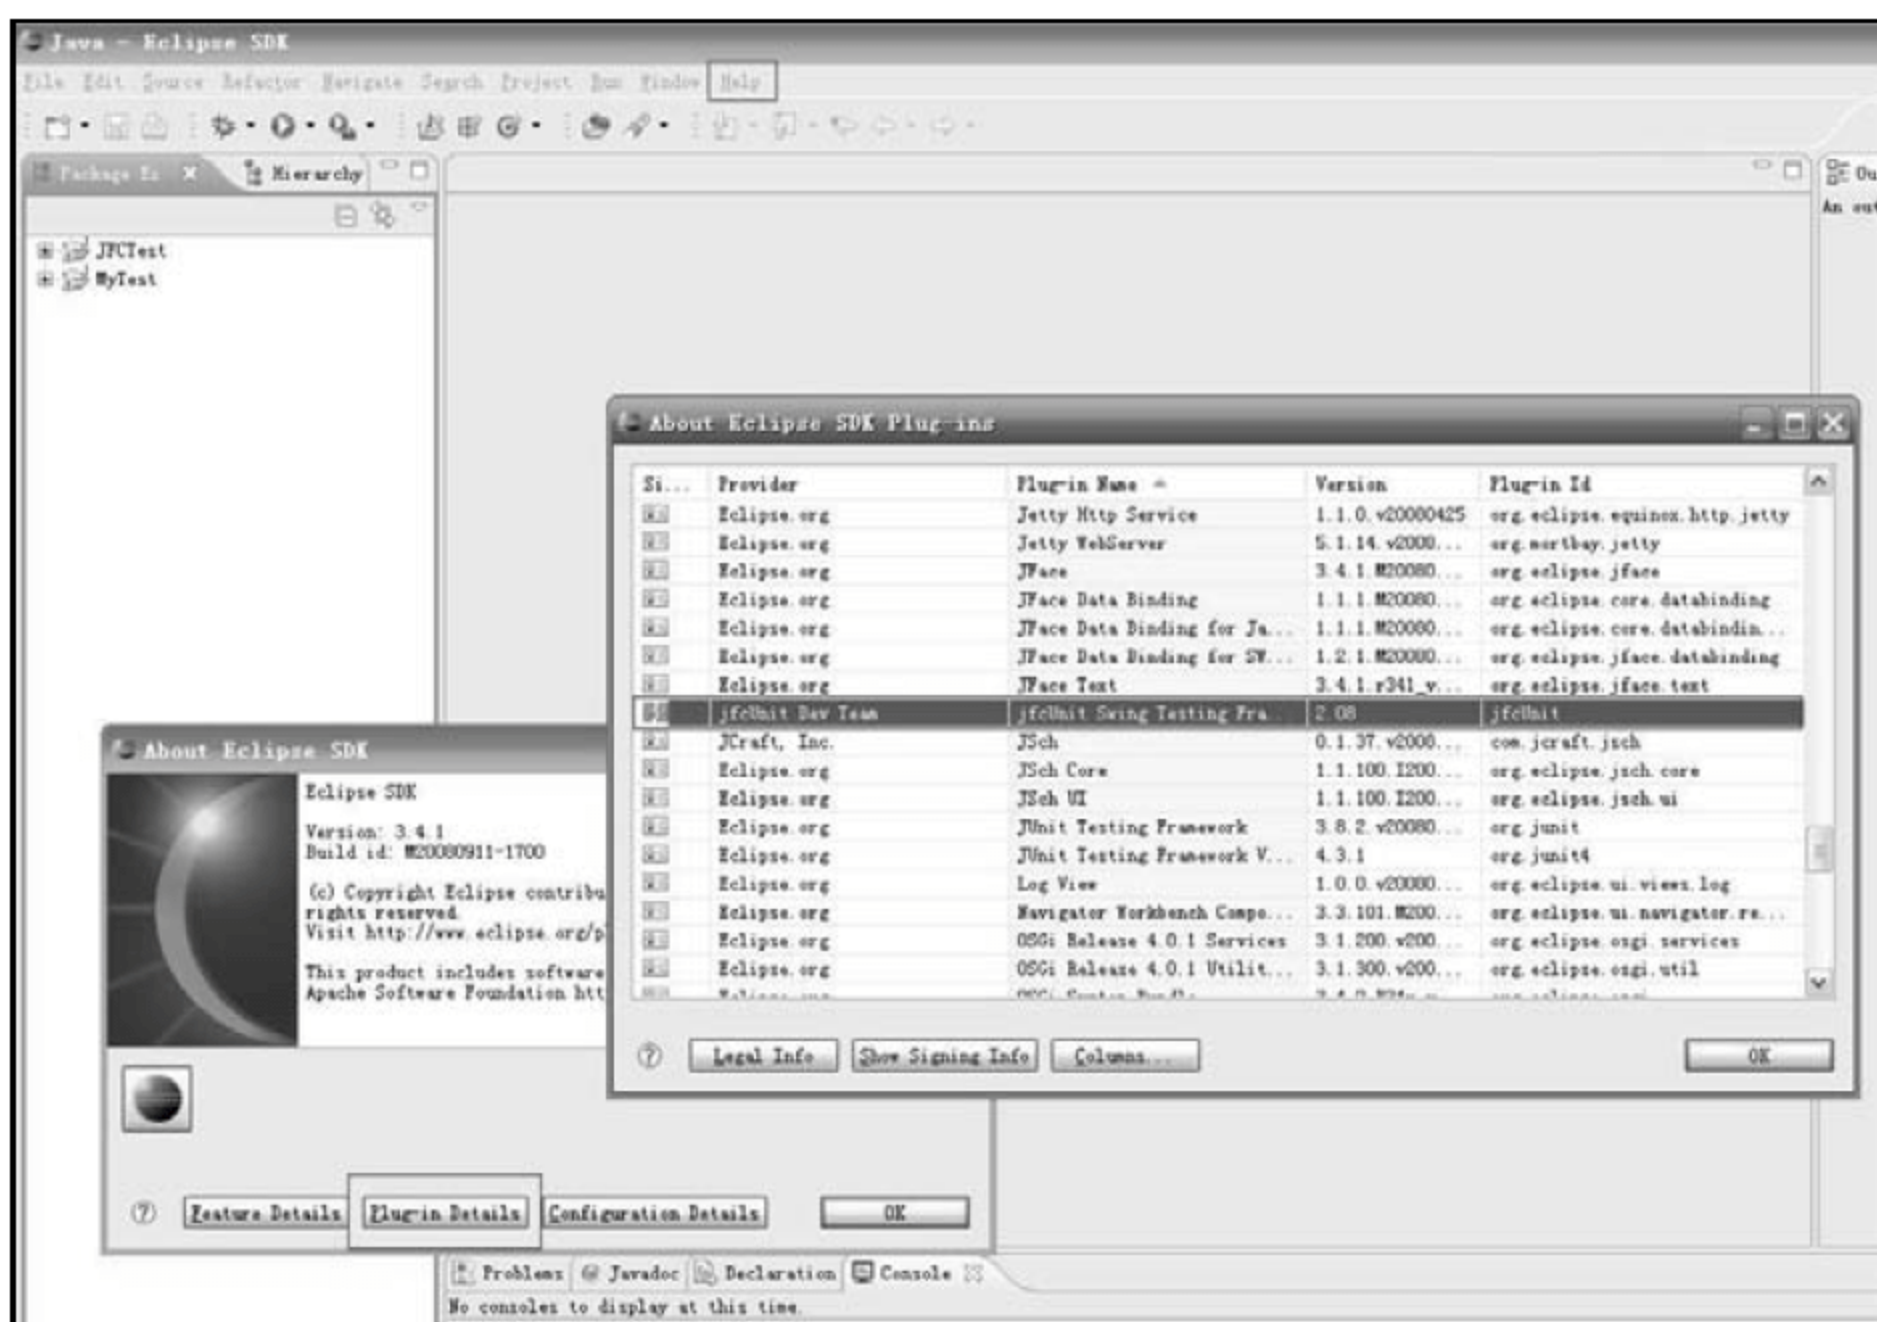 Java - Eclipse SDK
File Edit Source Refactor Navigate Search Project Run Window Help
Package Ex Hierarchy
Ou
An out
JFCTest
MyTest
About Eclipse SDK Plug-ins
Si... Provider Plug-in Name Version Plug-in Id
Eclipse.org Jetty Http Service 1.1.0.v20080425 org.eclipse.equinox.http.jetty
Eclipse.org Jetty WebServer 5.1.14.v2008... org.mortbay.jetty
Eclipse.org JFace 3.4.1.M20080... org.eclipse.jface
Eclipse.org JFace Data Binding 1.1.1.M20080... org.eclipse.core.databinding
Eclipse.org JFace Data Binding for Ja... 1.1.1.M20080... org.eclipse.core.databindin...
Eclipse.org JFace Data Binding for SW... 1.2.1.M20080... org.eclipse.jface.databinding
Eclipse.org JFace Text 3.4.1.r341_v... org.eclipse.jface.text
jfcUnit Dev Team jfcUnit Swing Testing Fra... 2.08 jfcUnit
JCraft, Inc. JSch 0.1.37.v2008... com.jcraft.jsch
Eclipse.org JSch Core 1.1.100.I200... org.eclipse.jsch.core
Eclipse.org JSch UI 1.1.100.I200... org.eclipse.jsch.ui
Eclipse.org JUnit Testing Framework 3.8.2.v20080... org.junit
Eclipse.org JUnit Testing Framework V... 4.3.1 org.junit4
Eclipse.org Log View 1.0.0.v20080... org.eclipse.ui.views.log
Eclipse.org Navigator Workbench Compo... 3.3.101.M200... org.eclipse.ui.navigator.re...
Eclipse.org OSGi Release 4.0.1 Services 3.1.200.v200... org.eclipse.osgi.services
Eclipse.org OSGi Release 4.0.1 Utilit... 3.1.300.v200... org.eclipse.osgi.util
Legal Info Show Signing Info Columns... OK
About Eclipse SDK
Eclipse SDK
Version: 3.4.1
Build id: M20080911-1700
(c) Copyright Eclipse contribu
rights reserved.
Visit http://www.eclipse.org/p
This product includes software
Apache Software Foundation htt
Feature Details Plug-in Details Configuration Details OK
Problems Javadoc Declaration Console
No consoles to display at this time.